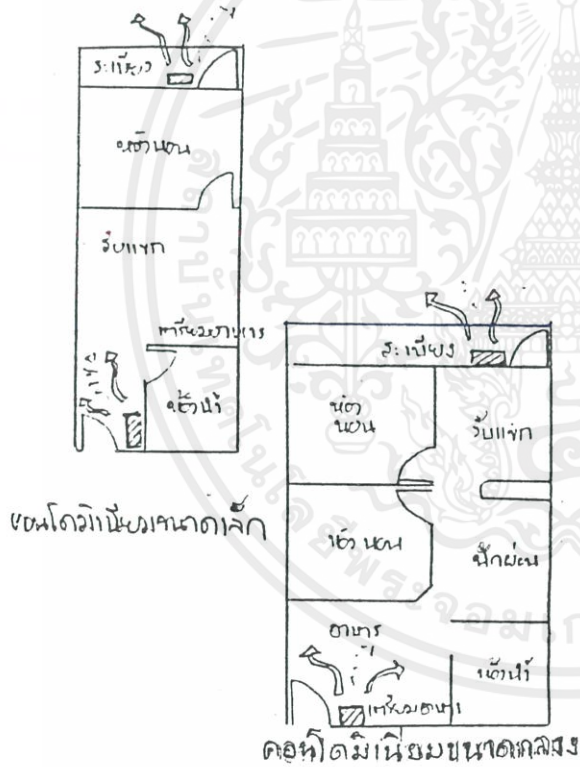 ระเบียง
ห้องนอน
รับแขก
เตรียมอาหาร
ห้องน้ำ
คอนโดมิเนียมขนาดเล็ก
ระเบียง
ห้อง
นอน
รับแขก
ห้องนอน
พักผ่อน
อาหาร
ห้องน้ำ
เตรียมอาหาร
คอนโดมิเนียมขนาดกลาง